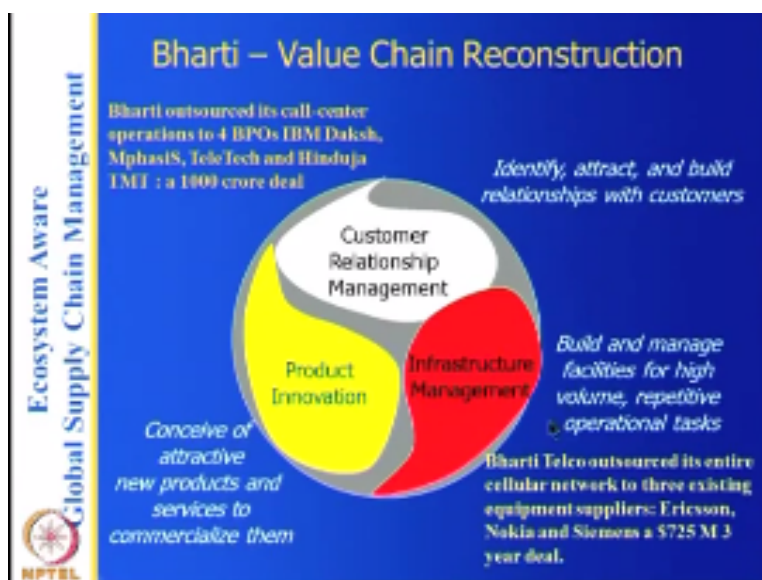 Bharti – Value Chain Reconstruction
Ecosystem Aware
Global Supply Chain Management
Bharti outsourced its call-center
operations to 4 BPOs IBM Daksh,
MphasiS, TeleTech and Hinduja
TMT : a 1000 crore deal
Identify, attract, and build
relationships with customers
Customer
Relationship
Management
Product
Innovation
Infrastructure
Management
Build and manage
facilities for high
volume, repetitive
operational tasks
Conceive of
attractive
new products and
services to
commercialize them
Bharti Telco outsourced its entire
cellular network to three existing
equipment suppliers: Ericsson,
Nokia and Siemens a $725 M 3
year deal.
NPTEL